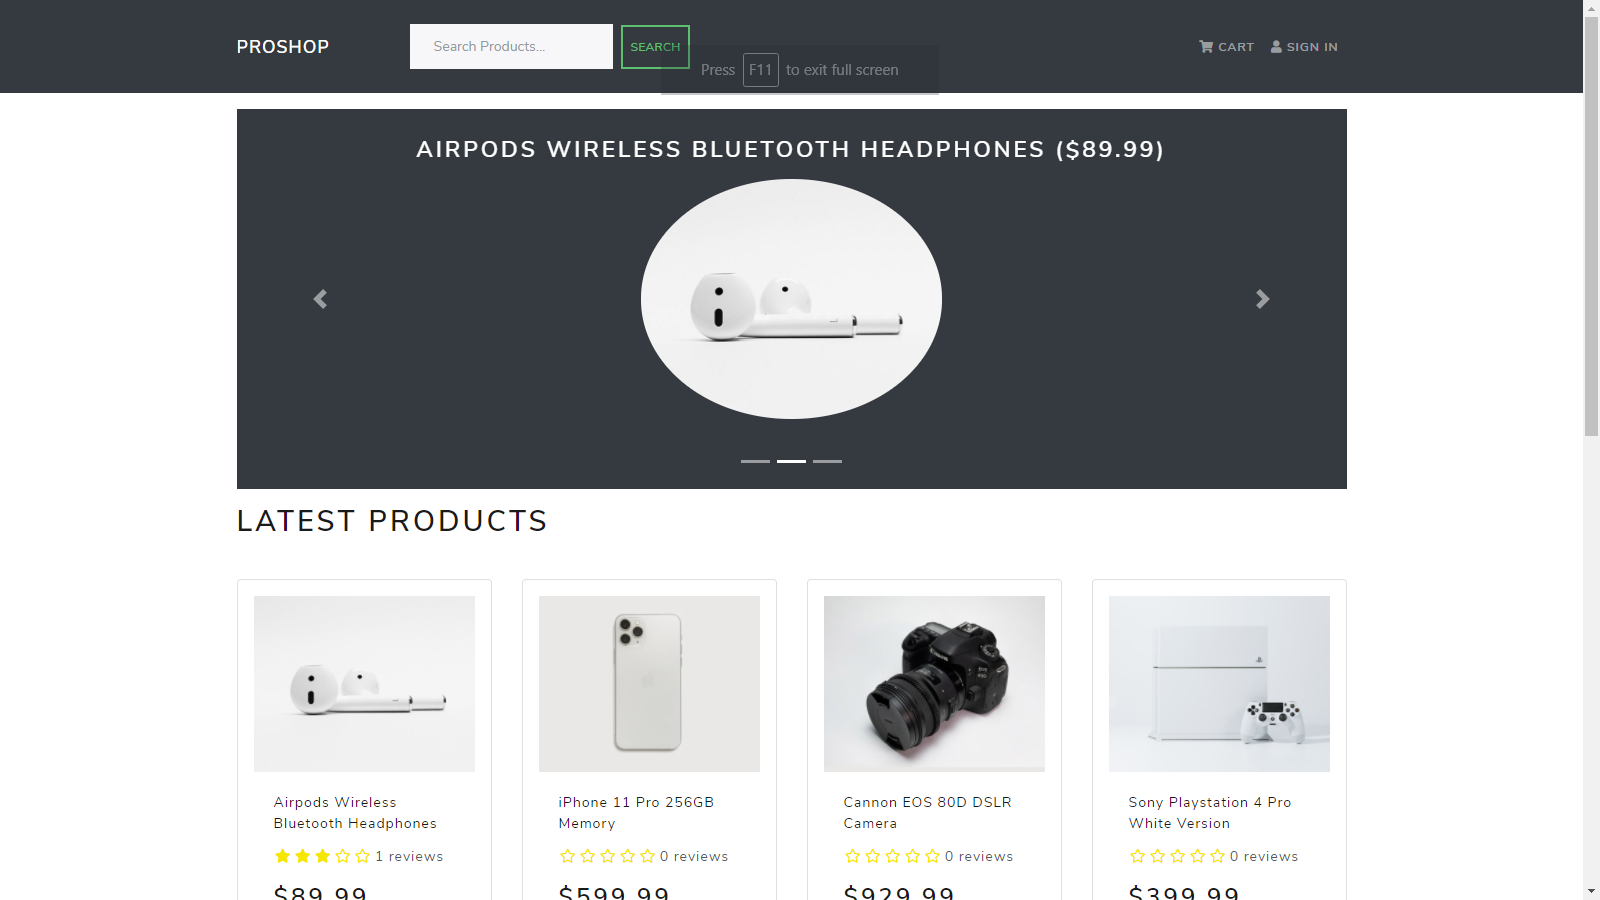 PROSHOP
Search Products...
SEARCH
Press F11 to exit full screen
CART
SIGN IN
AIRPODS WIRELESS BLUETOOTH HEADPHONES ($89.99)
LATEST PRODUCTS
Airpods Wireless
Bluetooth Headphones
1 reviews
$89.99
iPhone 11 Pro 256GB
Memory
0 reviews
$599.99
Cannon EOS 80D DSLR
Camera
0 reviews
$929.99
Sony Playstation 4 Pro
White Version
0 reviews
$399.99